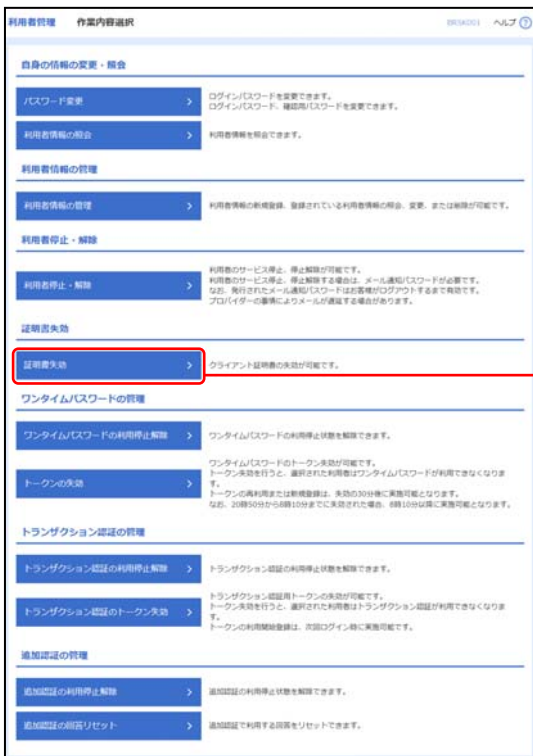 利用者管理 作業内容選択 BRSK001 ヘルプ ?
自身の情報の変更・照会
パスワード変更 >
ログインパスワードを変更できます。
ログインパスワード、確認用パスワードを変更できます。
利用者情報の照会 > 利用者情報を照会できます。
利用者情報の管理
利用者情報の管理 > 利用者情報の新規登録、登録されている利用者情報の照会、変更、または削除が可能です。
利用者停止・解除
利用者停止・解除 >
利用者のサービス停止、停止解除が可能です。
利用者のサービス停止、停止解除する場合は、メール通知パスワードが必要です。
なお、発行されたメール通知パスワードはお客様がログアウトするまで有効です。
プロバイダーの事情によりメールが遅延する場合があります。
証明書失効
証明書失効 > クライアント証明書の失効が可能です。
ワンタイムパスワードの管理
ワンタイムパスワードの利用停止解除 > ワンタイムパスワードの利用停止状態を解除できます。
トークンの失効 >
ワンタイムパスワードのトークン失効が可能です。
トークン失効を行うと、選択された利用者はワンタイムパスワードが利用できなくなりま
す。
トークンの再利用または新規登録は、失効の30分後に実施可能となります。
なお、20時50分から8時10分までに失効された場合、8時10分以降に実施可能となります。
トランザクション認証の管理
トランザクション認証の利用停止解除 > トランザクション認証の利用停止状態を解除できます。
トランザクション認証のトークン失効 >
トランザクション認証用トークンの失効が可能です。
トークン失効を行うと、選択された利用者はトランザクション認証が利用できなくなりま
す。
トークンの利用開始登録は、次回ログイン時に実施可能です。
追加認証の管理
追加認証の利用停止解除 > 追加認証の利用停止状態を解除できます。
追加認証の回答リセット > 追加認証で利用する回答をリセットできます。